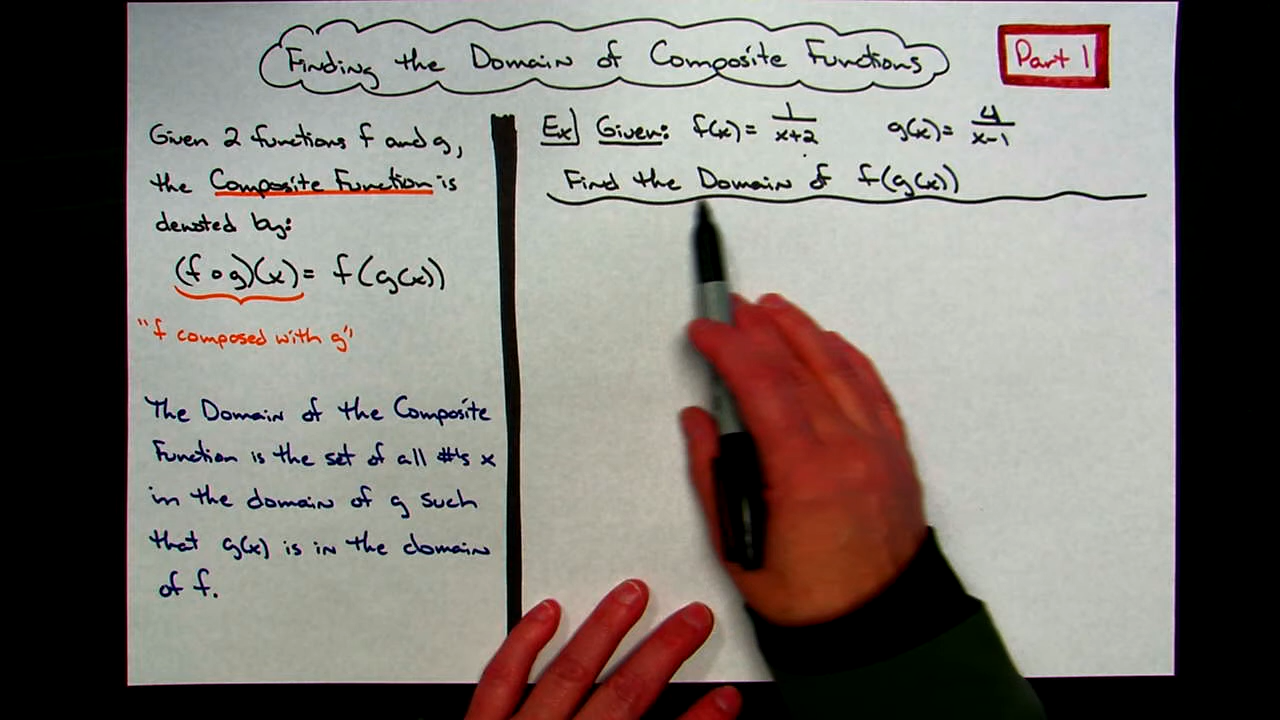 Finding the Domain of Composite Functions
Part 1
Given 2 functions f and g,
the Composite Function is
denoted by:
(f∘g)(x) = f(g(x))
"f composed with g"
The Domain of the Composite
Function is the set of all #'s x
in the domain of g such
that g(x) is in the domain
of f.
Ex] Given: f(x) = 1/(x+2) g(x) = 4/(x-1)
Find the Domain of f(g(x))